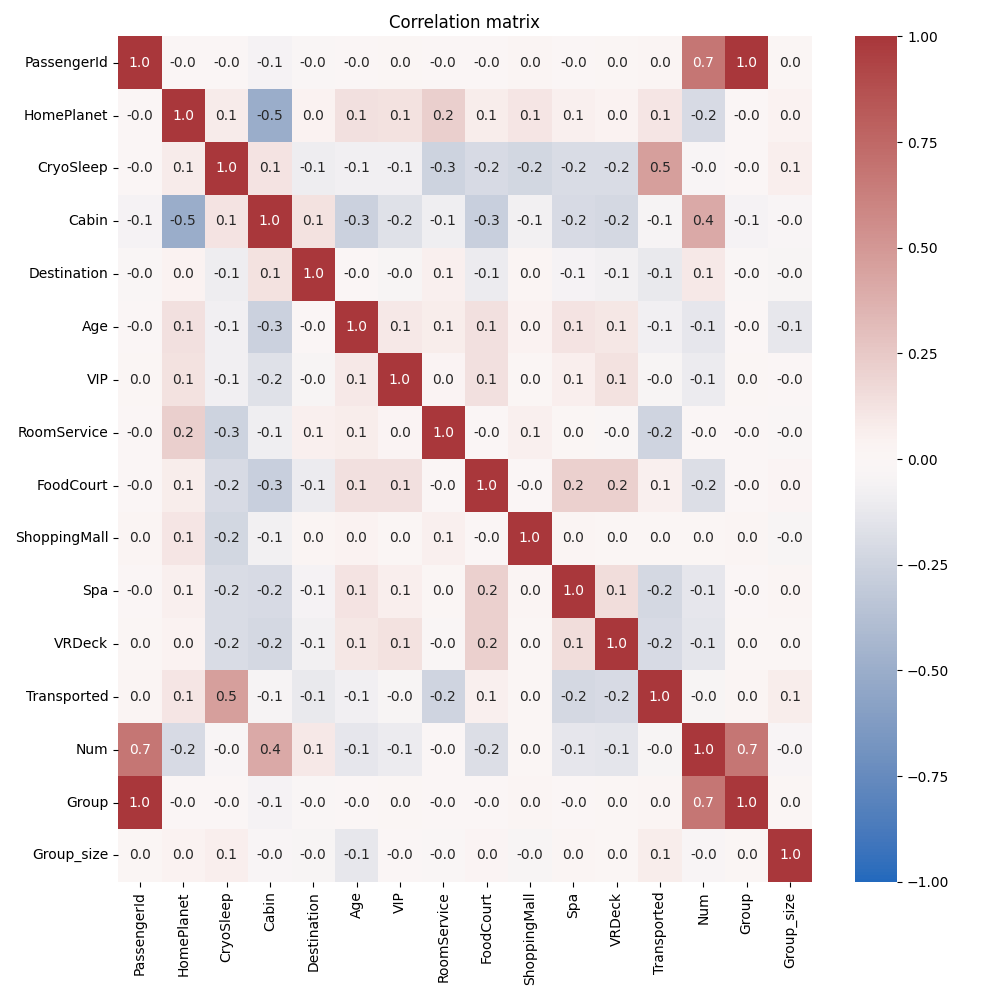 Correlation matrix
PassengerId 1.0 -0.0 -0.0 -0.1 -0.0 -0.0 0.0 -0.0 -0.0 0.0 -0.0 0.0 0.0 0.7 1.0 0.0
HomePlanet -0.0 1.0 0.1 -0.5 0.0 0.1 0.1 0.2 0.1 0.1 0.1 0.0 0.1 -0.2 -0.0 0.0
CryoSleep -0.0 0.1 1.0 0.1 -0.1 -0.1 -0.1 -0.3 -0.2 -0.2 -0.2 -0.2 0.5 -0.0 -0.0 0.1
Cabin -0.1 -0.5 0.1 1.0 0.1 -0.3 -0.2 -0.1 -0.3 -0.1 -0.2 -0.2 -0.1 0.4 -0.1 -0.0
Destination -0.0 0.0 -0.1 0.1 1.0 -0.0 -0.0 0.1 -0.1 0.0 -0.1 -0.1 -0.1 0.1 -0.0 -0.0
Age -0.0 0.1 -0.1 -0.3 -0.0 1.0 0.1 0.1 0.1 0.0 0.1 0.1 -0.1 -0.1 -0.0 -0.1
VIP 0.0 0.1 -0.1 -0.2 -0.0 0.1 1.0 0.0 0.1 0.0 0.1 0.1 -0.0 -0.1 0.0 -0.0
RoomService -0.0 0.2 -0.3 -0.1 0.1 0.1 0.0 1.0 -0.0 0.1 0.0 -0.0 -0.2 -0.0 -0.0 -0.0
FoodCourt -0.0 0.1 -0.2 -0.3 -0.1 0.1 0.1 -0.0 1.0 -0.0 0.2 0.2 0.1 -0.2 -0.0 0.0
ShoppingMall 0.0 0.1 -0.2 -0.1 0.0 0.0 0.0 0.1 -0.0 1.0 0.0 0.0 0.0 0.0 0.0 -0.0
Spa -0.0 0.1 -0.2 -0.2 -0.1 0.1 0.1 0.0 0.2 0.0 1.0 0.1 -0.2 -0.1 -0.0 0.0
VRDeck 0.0 0.0 -0.2 -0.2 -0.1 0.1 0.1 -0.0 0.2 0.0 0.1 1.0 -0.2 -0.1 0.0 0.0
Transported 0.0 0.1 0.5 -0.1 -0.1 -0.1 -0.0 -0.2 0.1 0.0 -0.2 -0.2 1.0 -0.0 0.0 0.1
Num 0.7 -0.2 -0.0 0.4 0.1 -0.1 -0.1 -0.0 -0.2 0.0 -0.1 -0.1 -0.0 1.0 0.7 -0.0
Group 1.0 -0.0 -0.0 -0.1 -0.0 -0.0 0.0 -0.0 -0.0 0.0 -0.0 0.0 0.0 0.7 1.0 0.0
Group_size 0.0 0.0 0.1 -0.0 -0.0 -0.1 -0.0 -0.0 0.0 -0.0 0.0 0.0 0.1 -0.0 0.0 1.0
PassengerId HomePlanet CryoSleep Cabin Destination Age VIP RoomService FoodCourt ShoppingMall Spa VRDeck Transported Num Group Group_size
1.00
0.75
0.50
0.25
0.00
−0.25
−0.50
−0.75
−1.00